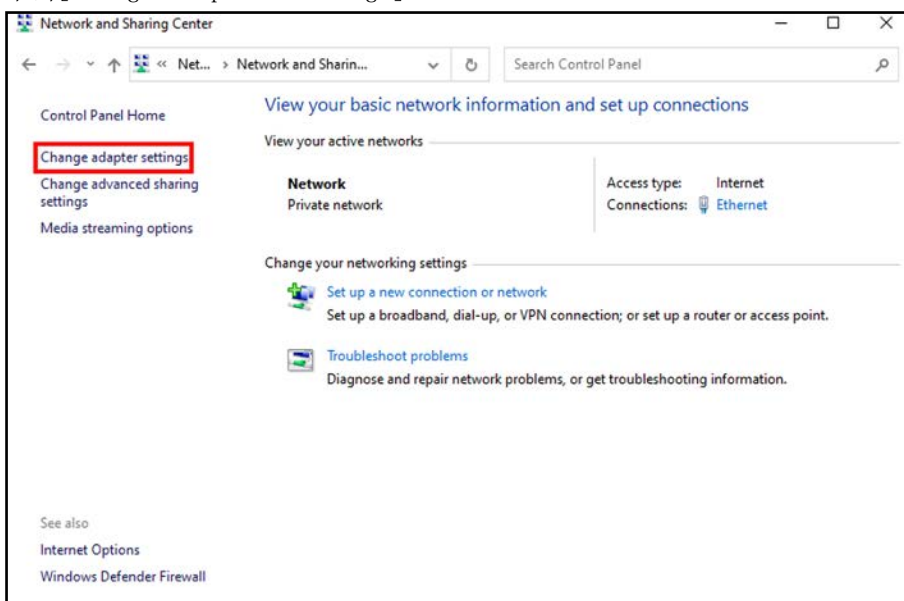 Network and Sharing Center
« Net... › Network and Sharin...
Search Control Panel
Control Panel Home
Change adapter settings
Change advanced sharing
settings
Media streaming options
View your basic network information and set up connections
View your active networks
Network
Private network
Access type: Internet
Connections: Ethernet
Change your networking settings
Set up a new connection or network
Set up a broadband, dial-up, or VPN connection; or set up a router or access point.
Troubleshoot problems
Diagnose and repair network problems, or get troubleshooting information.
See also
Internet Options
Windows Defender Firewall